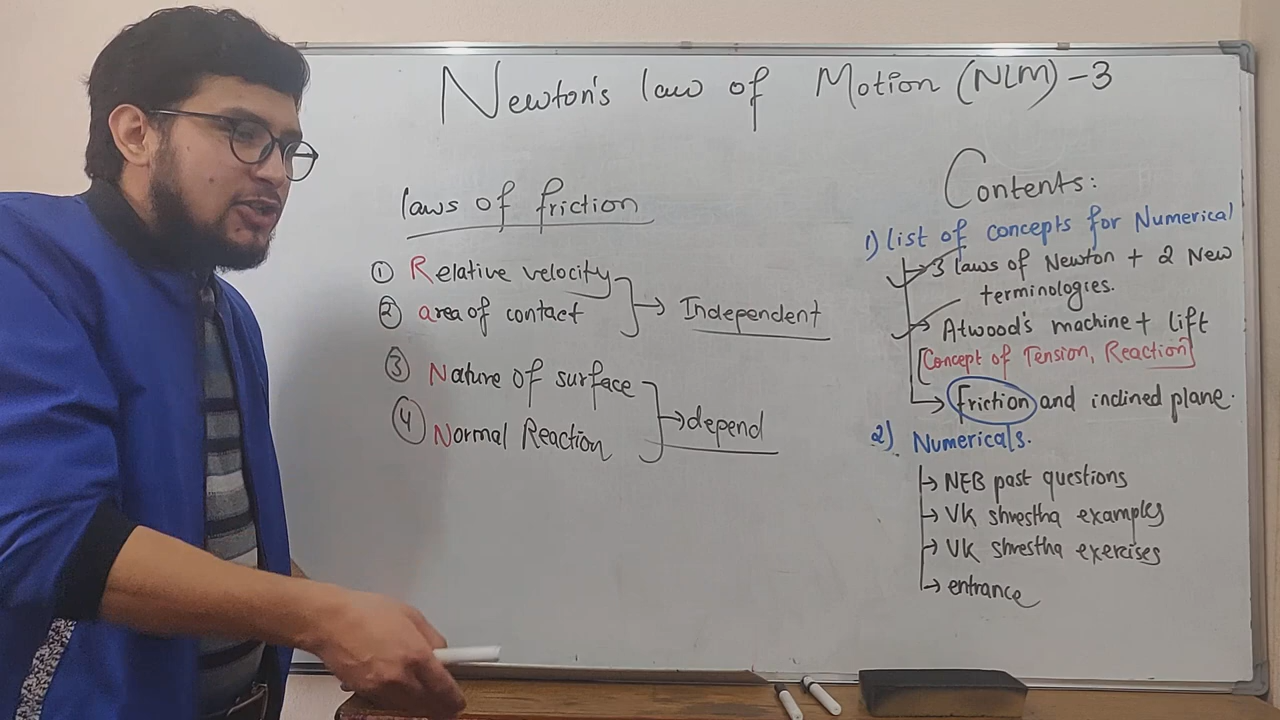 Newton's law of Motion (NLM)-3
laws of friction
① Relative velocity
② area of contact
→ Independent
③ Nature of surface
④ Normal Reaction
→ depend
Contents:
1) list of concepts for Numerical
→ 3 laws of Newton + 2 New
terminologies.
→ Atwood's machine + lift
[Concept of Tension, Reaction]
→ friction and inclined plane.
2) Numericals.
→ NEB past questions
→ VK shrestha examples
→ VK shrestha exercises
→ entrance